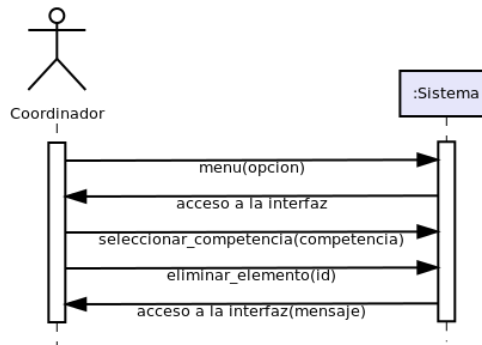 :Sistema
Coordinador
menu(opcion)
acceso a la interfaz
seleccionar_competencia(competencia)
eliminar_elemento(id)
acceso a la interfaz(mensaje)